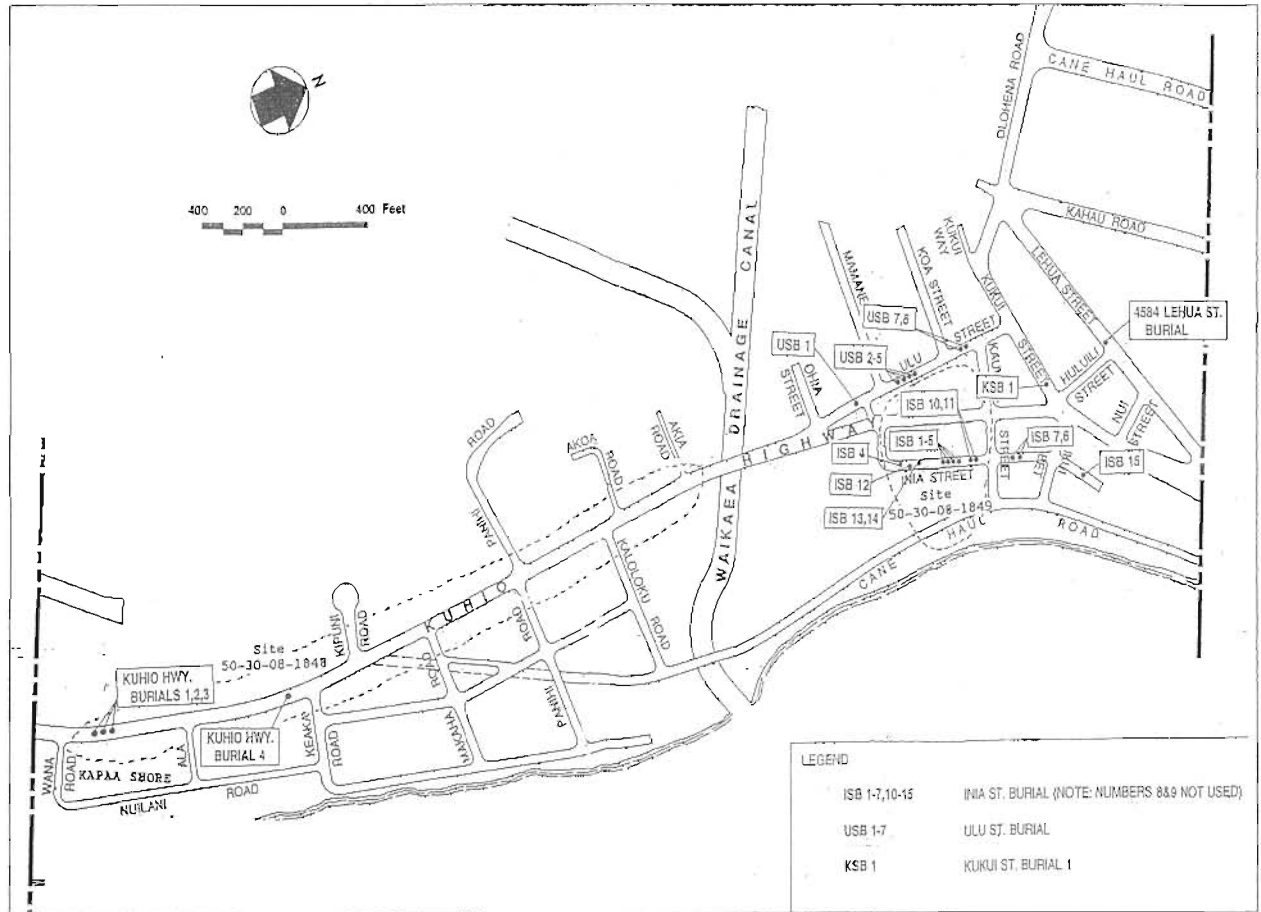 N
400 200 0 400 Feet
OLOHENA ROAD
CANE HAUL ROAD
KAHAU ROAD
LEHUA STREET
KUKUI WAY
KOA STREET
MAMANE
KUKUI STREET
WAIKAEA DRAINAGE CANAL
4584 LEHUA ST.
BURIAL
USB 7,8
USB 1
USB 2-5
ULU STREET
OHIA STREET
HULUILI STREET
NUI STREET
KSB 1
ISB 10,11
ISB 1-5
ISB 7,6
ISB 15
ISB 4
ISB 12
ISB 13,14
INIA STREET
STREET
Site
50-30-08-1849
CANE HAUL ROAD
KUHIO HIGHWAY
AKIA ROAD
AKOA ROAD
PANIHI ROAD
KALOLOKU ROAD
PANIHI ROAD
MAKAHA ROAD
KIPUNI ROAD
KEAKA ROAD
Site
50-30-08-1848
KUHIO HWY.
BURIALS 1,2,3
KUHIO HWY.
BURIAL 4
WANA ROAD
KAPAA SHORE
ALA
NUILANI ROAD
LEGEND
ISB 1-7,10-15 INIA ST. BURIAL (NOTE: NUMBERS 8&9 NOT USED)
USB 1-7 ULU ST. BURIAL
KSB 1 KUKUI ST. BURIAL 1